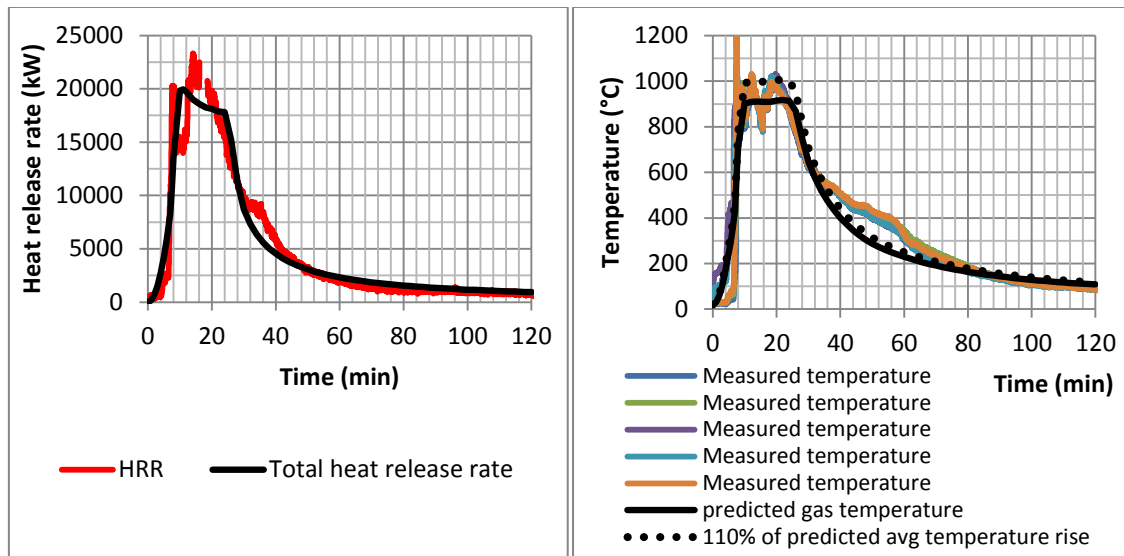 Heat release rate (kW)
25000
20000
15000
10000
5000
0
0 20 40 60 80 100 120
Time (min)
HRR
Total heat release rate
Temperature (°C)
1200
1000
800
600
400
200
0
0 20 40 60 80 100 120
Time (min)
Measured temperature
Measured temperature
Measured temperature
Measured temperature
Measured temperature
predicted gas temperature
110% of predicted avg temperature rise